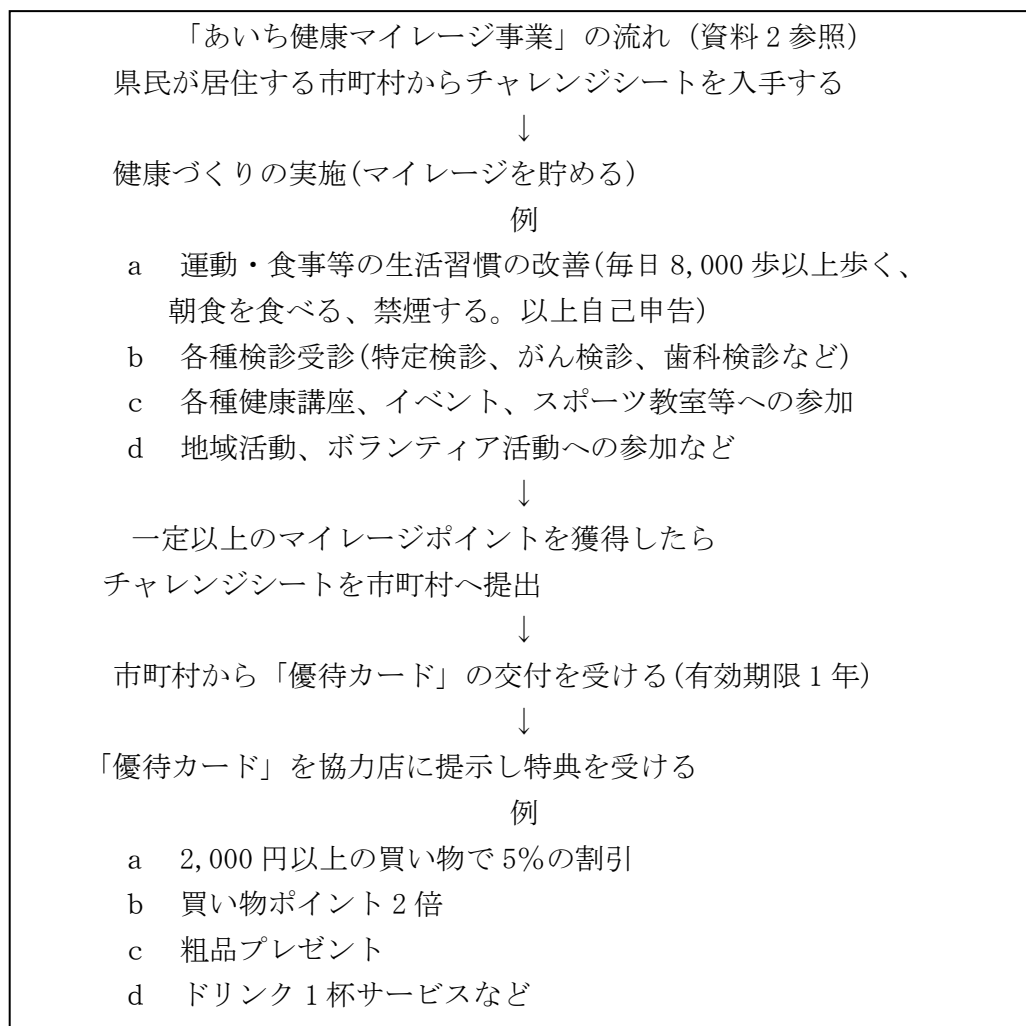 「あいち健康マイレージ事業」の流れ（資料2参照）
県民が居住する市町村からチャレンジシートを入手する
↓
健康づくりの実施(マイレージを貯める)
例
a 運動・食事等の生活習慣の改善(毎日8,000歩以上歩く、
朝食を食べる、禁煙する。以上自己申告)
b 各種検診受診(特定検診、がん検診、歯科検診など)
c 各種健康講座、イベント、スポーツ教室等への参加
d 地域活動、ボランティア活動への参加など
↓
一定以上のマイレージポイントを獲得したら
チャレンジシートを市町村へ提出
↓
市町村から「優待カード」の交付を受ける(有効期限1年)
↓
「優待カード」を協力店に提示し特典を受ける
例
a 2,000円以上の買い物で5％の割引
b 買い物ポイント2倍
c 粗品プレゼント
d ドリンク1杯サービスなど